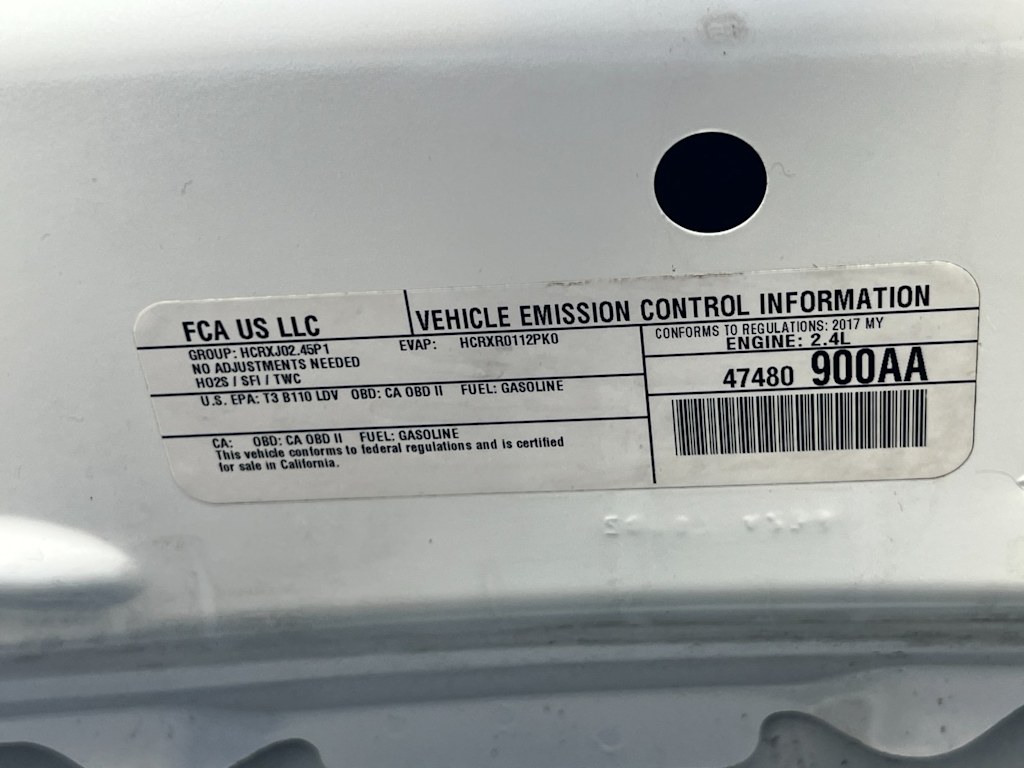 FCA US LLC
VEHICLE EMISSION CONTROL INFORMATION
GROUP: HCRXJ02.45P1
EVAP: HCRXR0112PK0
NO ADJUSTMENTS NEEDED
HO2S / SFI / TWC
U.S. EPA: T3 B110 LDV OBD: CA OBD II FUEL: GASOLINE
CA: OBD: CA OBD II FUEL: GASOLINE
This vehicle conforms to federal regulations and is certified
for sale in California.
CONFORMS TO REGULATIONS: 2017 MY
ENGINE: 2.4L
47480 900AA